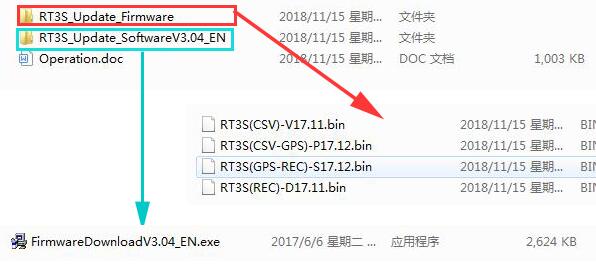 RT3S_Update_Firmware 2018/11/15 星期... 文件夹
RT3S_Update_SoftwareV3.04_EN 2018/11/15 星期... 文件夹
Operation.doc 2018/11/15 星期... DOC 文档 1,003 KB
RT3S(CSV)-V17.11.bin 2018/11/15 星期... BIN
RT3S(CSV-GPS)-P17.12.bin 2018/11/15 星期... BIN
RT3S(GPS-REC)-S17.12.bin 2018/11/15 星期... BIN
RT3S(REC)-D17.11.bin 2018/11/15 星期... BIN
FirmwareDownloadV3.04_EN.exe 2017/6/6 星期二 ... 应用程序 2,624 KB